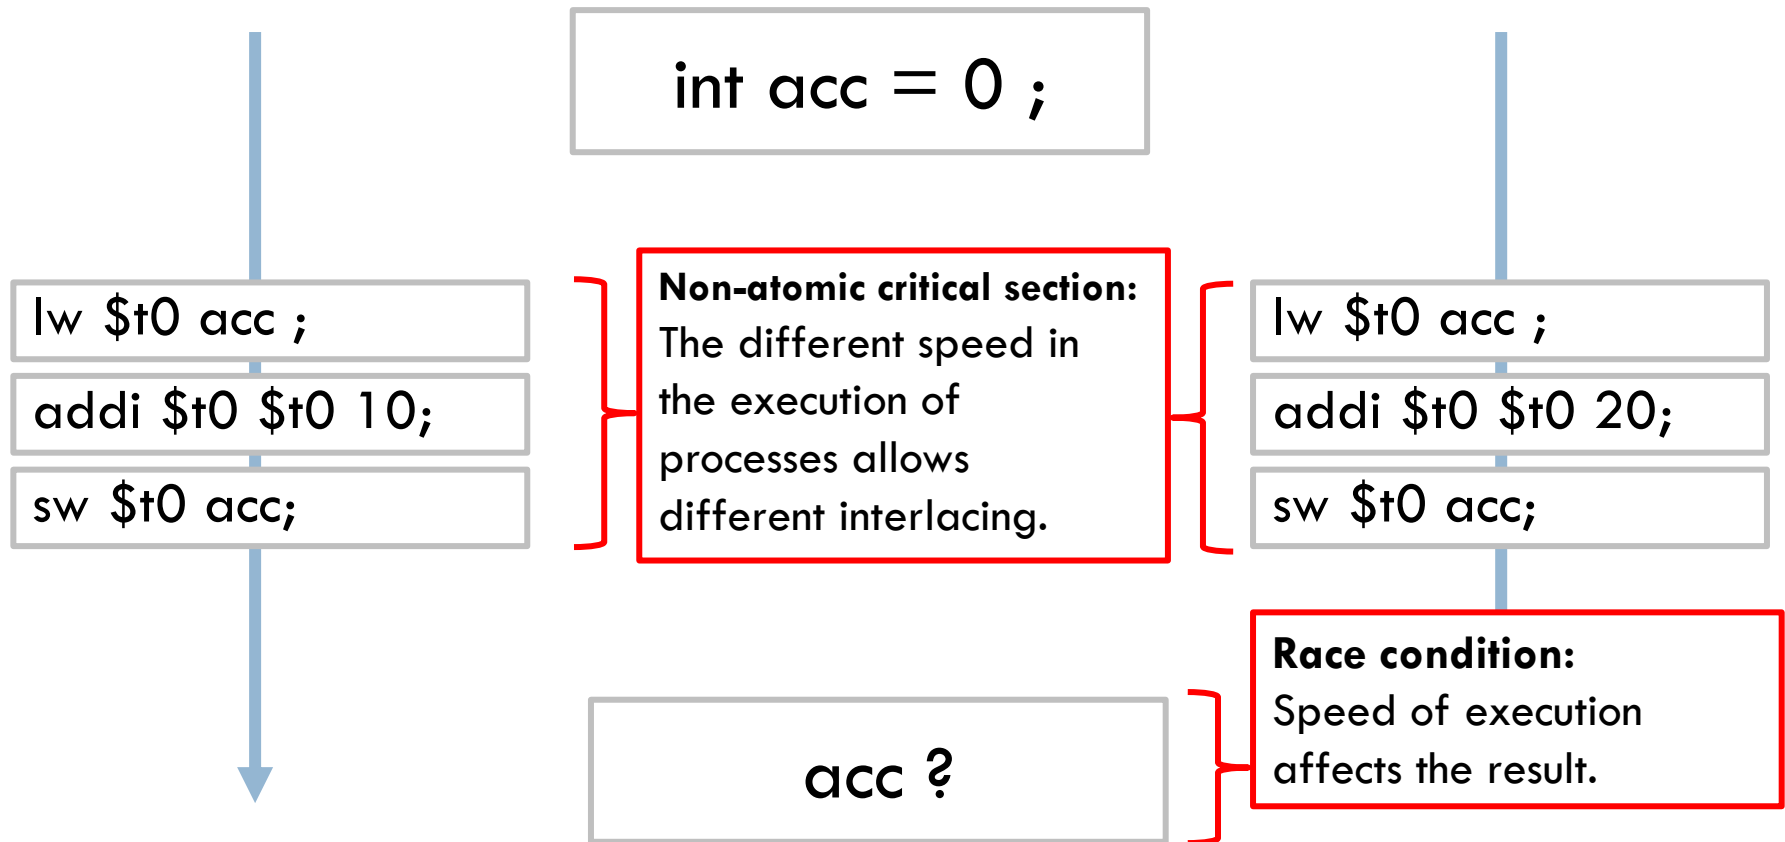 int acc = 0 ;
lw $t0 acc ;
addi $t0 $t0 10;
sw $t0 acc;
Non-atomic critical section:
The different speed in
the execution of
processes allows
different interlacing.
lw $t0 acc ;
addi $t0 $t0 20;
sw $t0 acc;
Race condition:
Speed of execution
affects the result.
acc ?